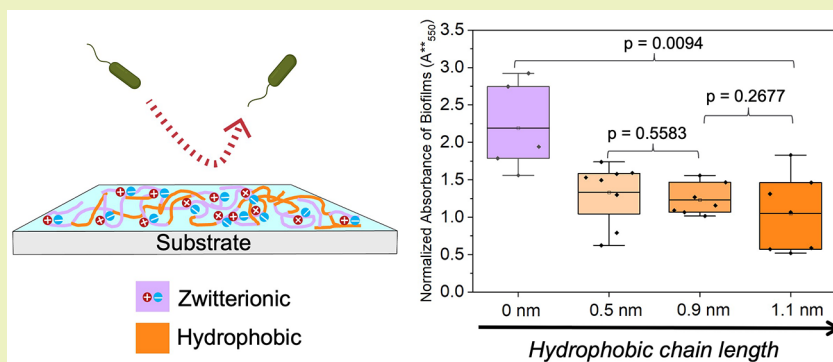 Substrate
Zwitterionic
Hydrophobic
Normalized Absorbance of Biofilms (A**550)
3.5
3.0
2.5
2.0
1.5
1.0
0.5
0.0
p = 0.0094
p = 0.2677
p = 0.5583
0 nm 0.5 nm 0.9 nm 1.1 nm
Hydrophobic chain length